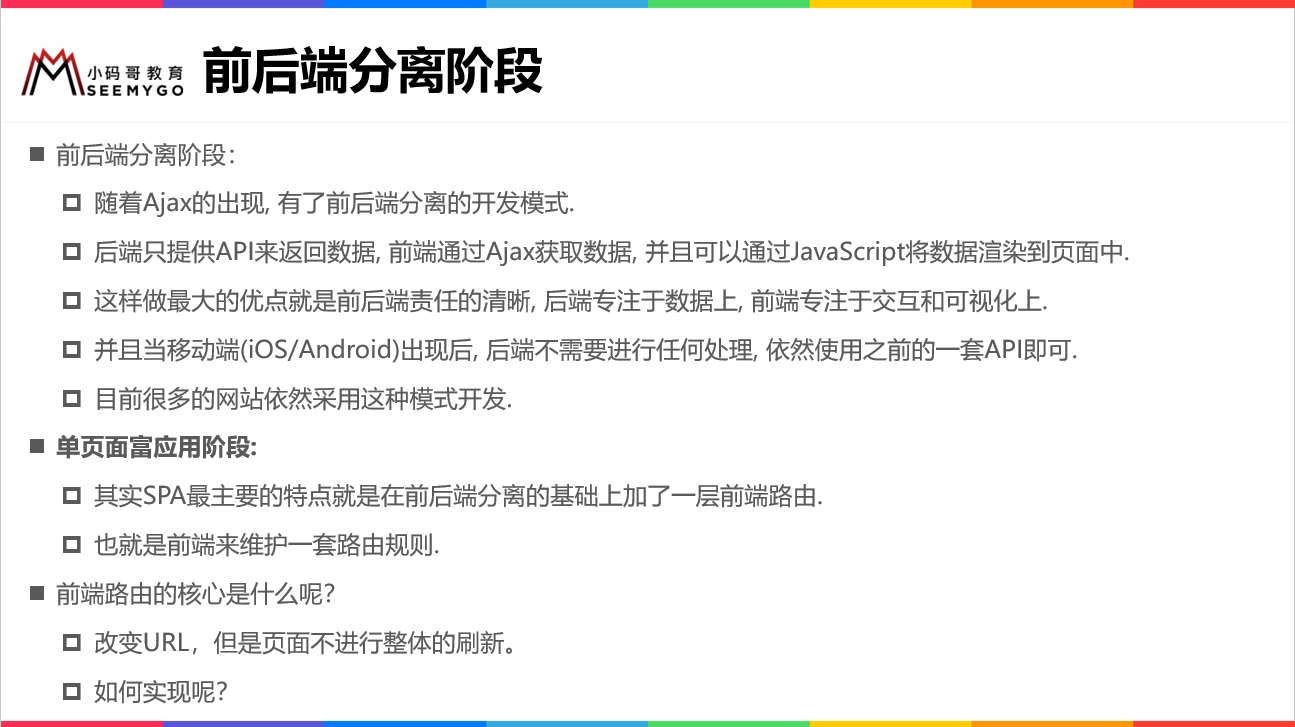 小码哥教育
SEEMYGO
前后端分离阶段
前后端分离阶段：
随着Ajax的出现, 有了前后端分离的开发模式.
后端只提供API来返回数据, 前端通过Ajax获取数据, 并且可以通过JavaScript将数据渲染到页面中.
这样做最大的优点就是前后端责任的清晰, 后端专注于数据上, 前端专注于交互和可视化上.
并且当移动端(iOS/Android)出现后, 后端不需要进行任何处理, 依然使用之前的一套API即可.
目前很多的网站依然采用这种模式开发.
单页面富应用阶段:
其实SPA最主要的特点就是在前后端分离的基础上加了一层前端路由.
也就是前端来维护一套路由规则.
前端路由的核心是什么呢？
改变URL，但是页面不进行整体的刷新。
如何实现呢？